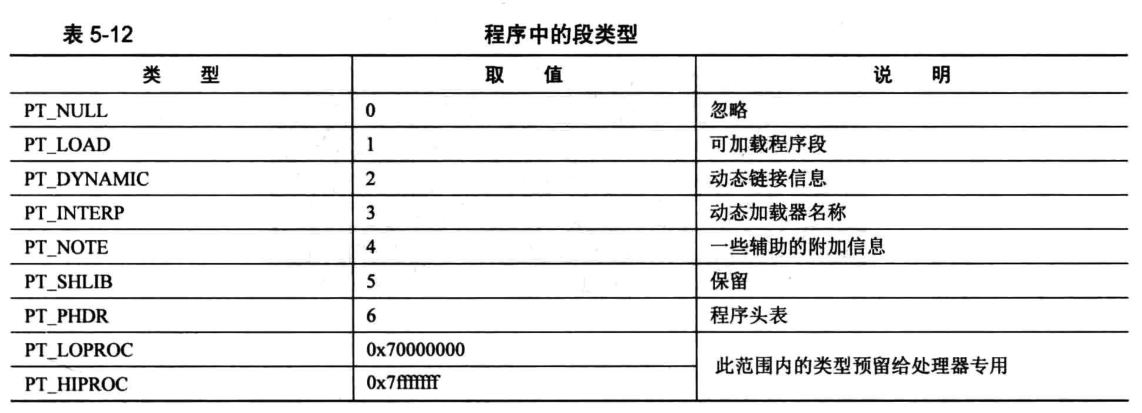 表 5-12 程序中的段类型
类 型 取 值 说 明
PT_NULL 0 忽略
PT_LOAD 1 可加载程序段
PT_DYNAMIC 2 动态链接信息
PT_INTERP 3 动态加载器名称
PT_NOTE 4 一些辅助的附加信息
PT_SHLIB 5 保留
PT_PHDR 6 程序头表
PT_LOPROC 0x70000000 此范围内的类型预留给处理器专用
PT_HIPROC 0x7fffffff